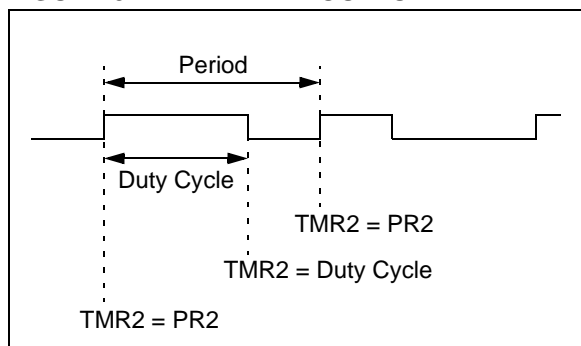 Period
Duty Cycle
TMR2 = PR2
TMR2 = Duty Cycle
TMR2 = PR2